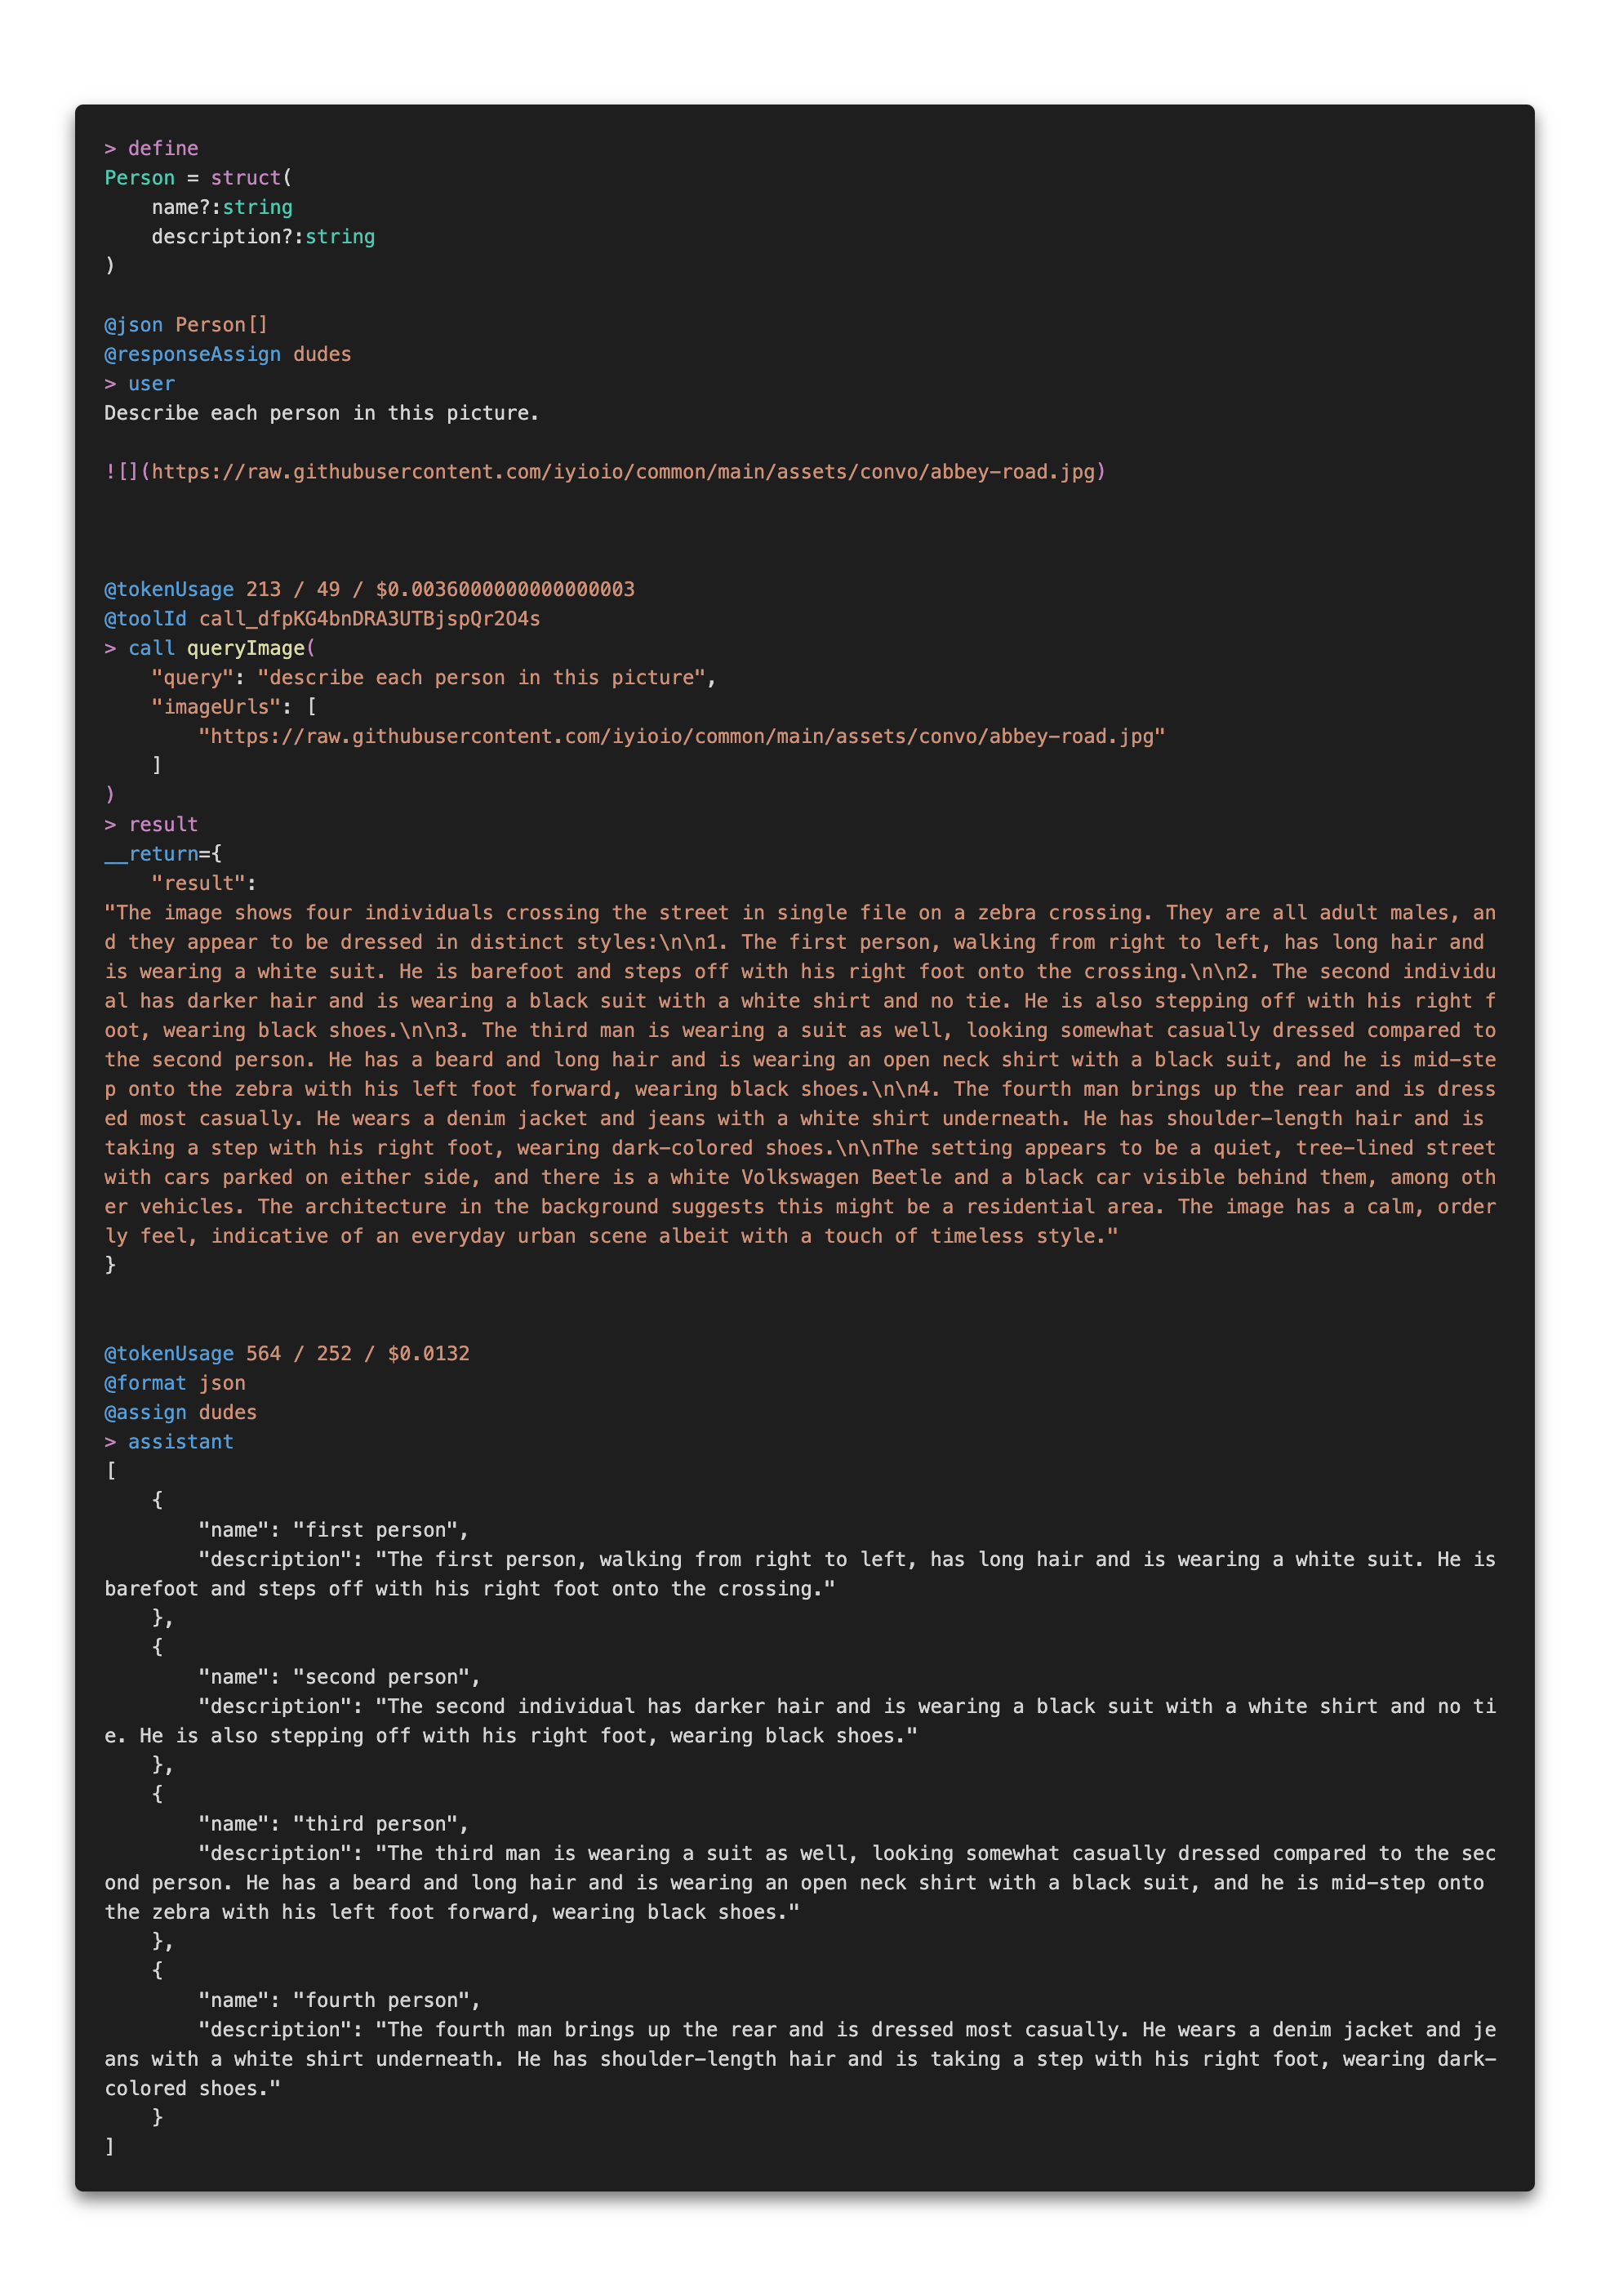 > define
Person = struct(
    name?:string
    description?:string
)

@json Person[]
@responseAssign dudes
> user
Describe each person in this picture.

![](https://raw.githubusercontent.com/iyioio/common/main/assets/convo/abbey-road.jpg)

@tokenUsage 213 / 49 / $0.0036000000000000003
@toolId call_dfpKG4bnDRA3UTBjspQr2O4s
> call queryImage(
    "query": "describe each person in this picture",
    "imageUrls": [
        "https://raw.githubusercontent.com/iyioio/common/main/assets/convo/abbey-road.jpg"
    ]
)
> result
__return={
    "result":
"The image shows four individuals crossing the street in single file on a zebra crossing. They are all adult males, an
d they appear to be dressed in distinct styles:\n\n1. The first person, walking from right to left, has long hair and
is wearing a white suit. He is barefoot and steps off with his right foot onto the crossing.\n\n2. The second individu
al has darker hair and is wearing a black suit with a white shirt and no tie. He is also stepping off with his right f
oot, wearing black shoes.\n\n3. The third man is wearing a suit as well, looking somewhat casually dressed compared to
the second person. He has a beard and long hair and is wearing an open neck shirt with a black suit, and he is mid-ste
p onto the zebra with his left foot forward, wearing black shoes.\n\n4. The fourth man brings up the rear and is dress
ed most casually. He wears a denim jacket and jeans with a white shirt underneath. He has shoulder-length hair and is
taking a step with his right foot, wearing dark-colored shoes.\n\nThe setting appears to be a quiet, tree-lined street
with cars parked on either side, and there is a white Volkswagen Beetle and a black car visible behind them, among oth
er vehicles. The architecture in the background suggests this might be a residential area. The image has a calm, order
ly feel, indicative of an everyday urban scene albeit with a touch of timeless style."
}

@tokenUsage 564 / 252 / $0.0132
@format json
@assign dudes
> assistant
[
    {
        "name": "first person",
        "description": "The first person, walking from right to left, has long hair and is wearing a white suit. He is
barefoot and steps off with his right foot onto the crossing."
    },
    {
        "name": "second person",
        "description": "The second individual has darker hair and is wearing a black suit with a white shirt and no ti
e. He is also stepping off with his right foot, wearing black shoes."
    },
    {
        "name": "third person",
        "description": "The third man is wearing a suit as well, looking somewhat casually dressed compared to the sec
ond person. He has a beard and long hair and is wearing an open neck shirt with a black suit, and he is mid-step onto
the zebra with his left foot forward, wearing black shoes."
    },
    {
        "name": "fourth person",
        "description": "The fourth man brings up the rear and is dressed most casually. He wears a denim jacket and je
ans with a white shirt underneath. He has shoulder-length hair and is taking a step with his right foot, wearing dark-
colored shoes."
    }
]